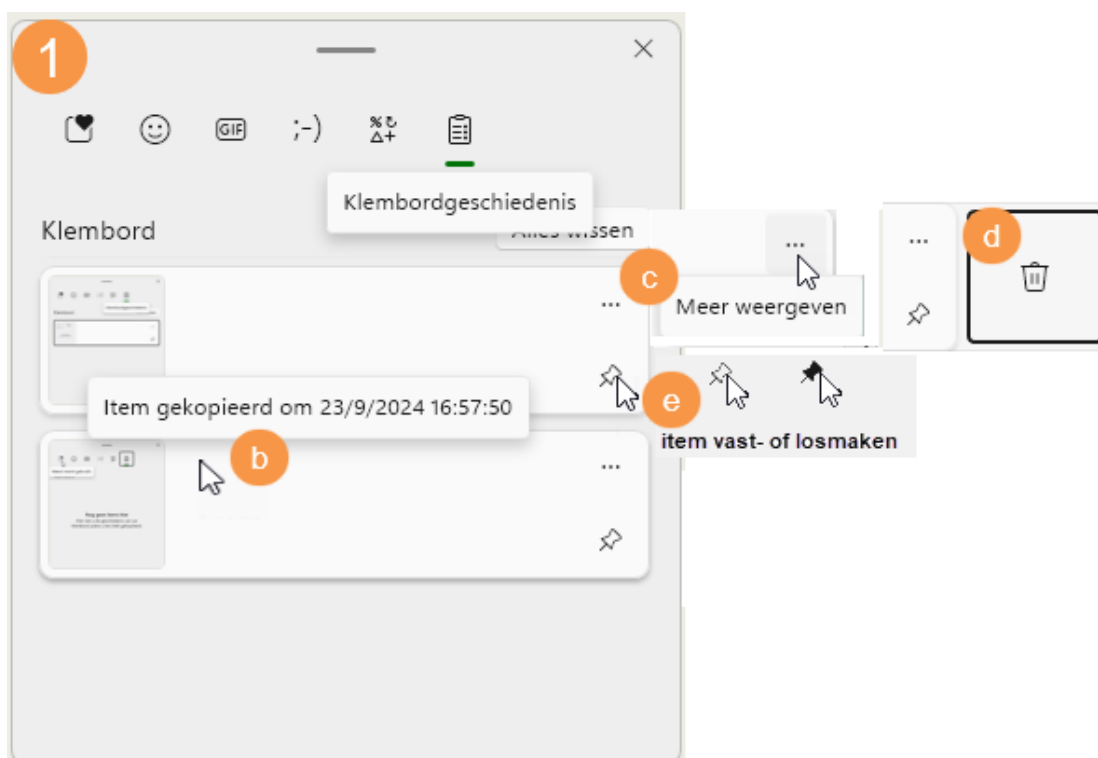 1
GIF
;-)
Klembordgeschiedenis
Klembord
Alles wissen
...
d
c
...
...
Meer weergeven
Item gekopieerd om 23/9/2024 16:57:50
e
item vast- of losmaken
b
...